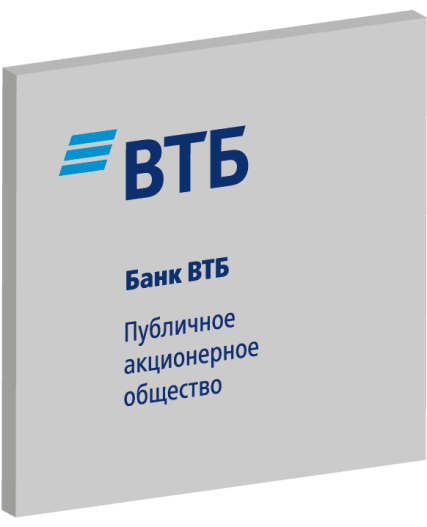 ВТБ
Банк ВТБ
Публичное
акционерное
общество